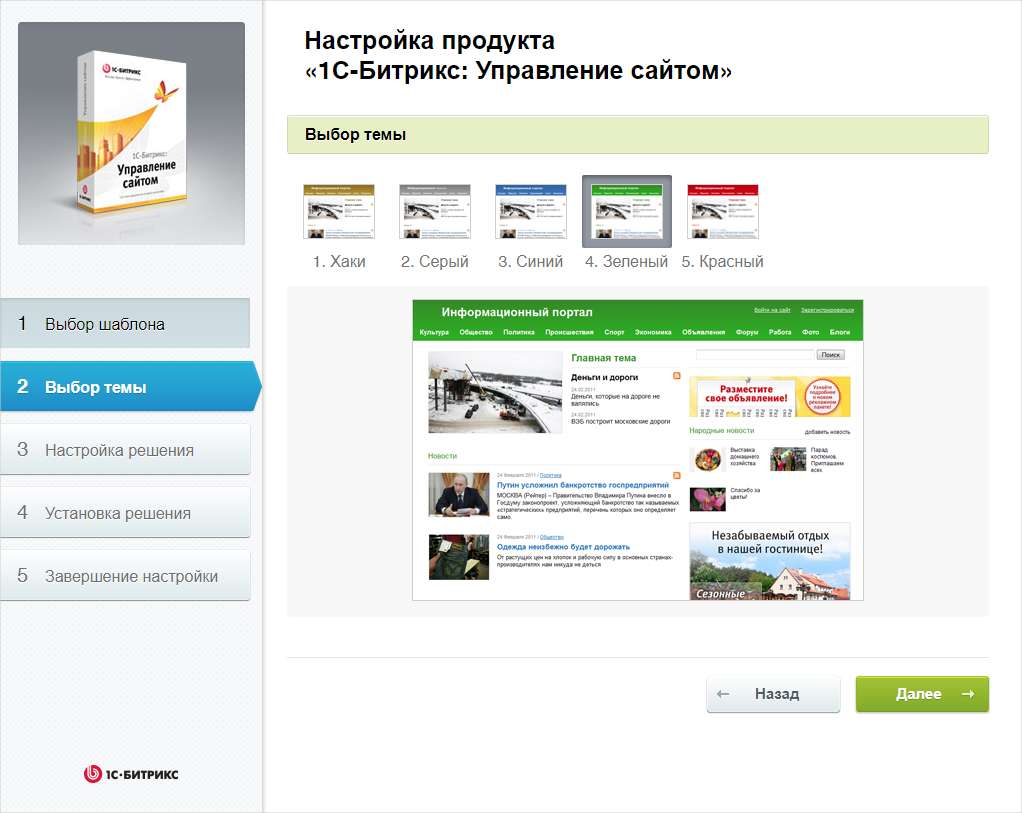 1С-БИТРИКС
1С-Битрикс:
Управление
сайтом
Настройка продукта
«1С-Битрикс: Управление сайтом»
Выбор темы
1. Хаки
2. Серый
3. Синий
4. Зеленый
5. Красный
1 Выбор шаблона
2 Выбор темы
3 Настройка решения
4 Установка решения
5 Завершение настройки
Информационный портал
Войти на сайт
Зарегистрироваться
Культура Общество Политика Происшествия Спорт Экономика Объявления Форум Работа Фото Блоги
Главная тема
Деньги и дороги
24.02.2011
Деньги, которые на дороге не
валялись
24.02.2011
ВЭБ построит московские дороги
Поиск
Разместите
свое объявление!
Узнайте
подробнее
о новом
рекламном
пакете!
Народные новости
добавить новость
Выставка
домашнего
хозяйства
Парад
костюмов.
Приглашаем
всех
Спасибо за
цветы!
Новости
24 Февраля 2011 / Политика
Путин усложнил банкротство госпредприятий
МОСКВА (Рейтер) – Правительство Владимира Путина внесло в
Госдуму законопроект, усложняющий банкротство так называемых
«стратегических» предприятий, перечень которых оно определяет
само.
24 Февраля 2011 / Общество
Одежда неизбежно будет дорожать
От растущих цен на хлопок и рабочую силу в основных странах-
производителях нам никуда не деться
Незабываемый отдых
в нашей гостинице!
Сезонные
Назад
Далее
1С-БИТРИКС